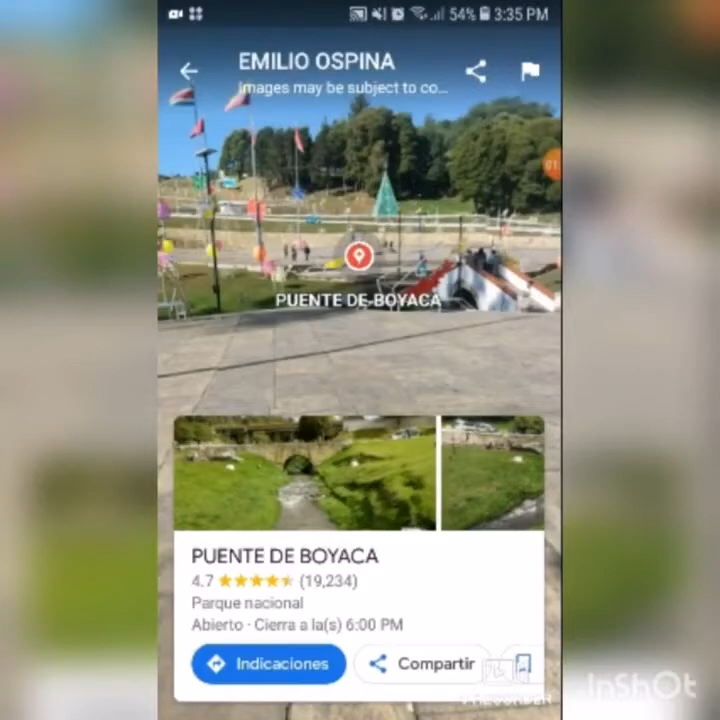 54% 3:35 PM
EMILIO OSPINA
Images may be subject to co...
PUENTE DE BOYACA
PUENTE DE BOYACA
4.7 (19,234)
Parque nacional
Abierto · Cierra a la(s) 6:00 PM
Indicaciones
Compartir
InShOt